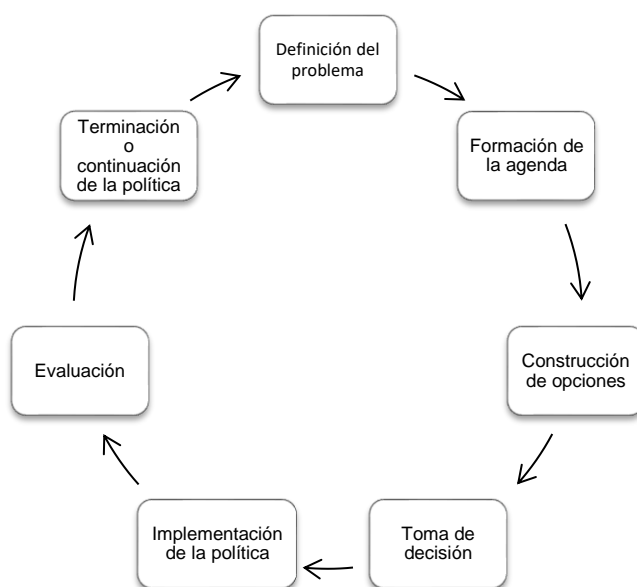 Definición del
problema
Formación de
la agenda
Construcción
de opciones
Toma de
decisión
Implementación
de la política
Evaluación
Terminación
o
continuación
de la política